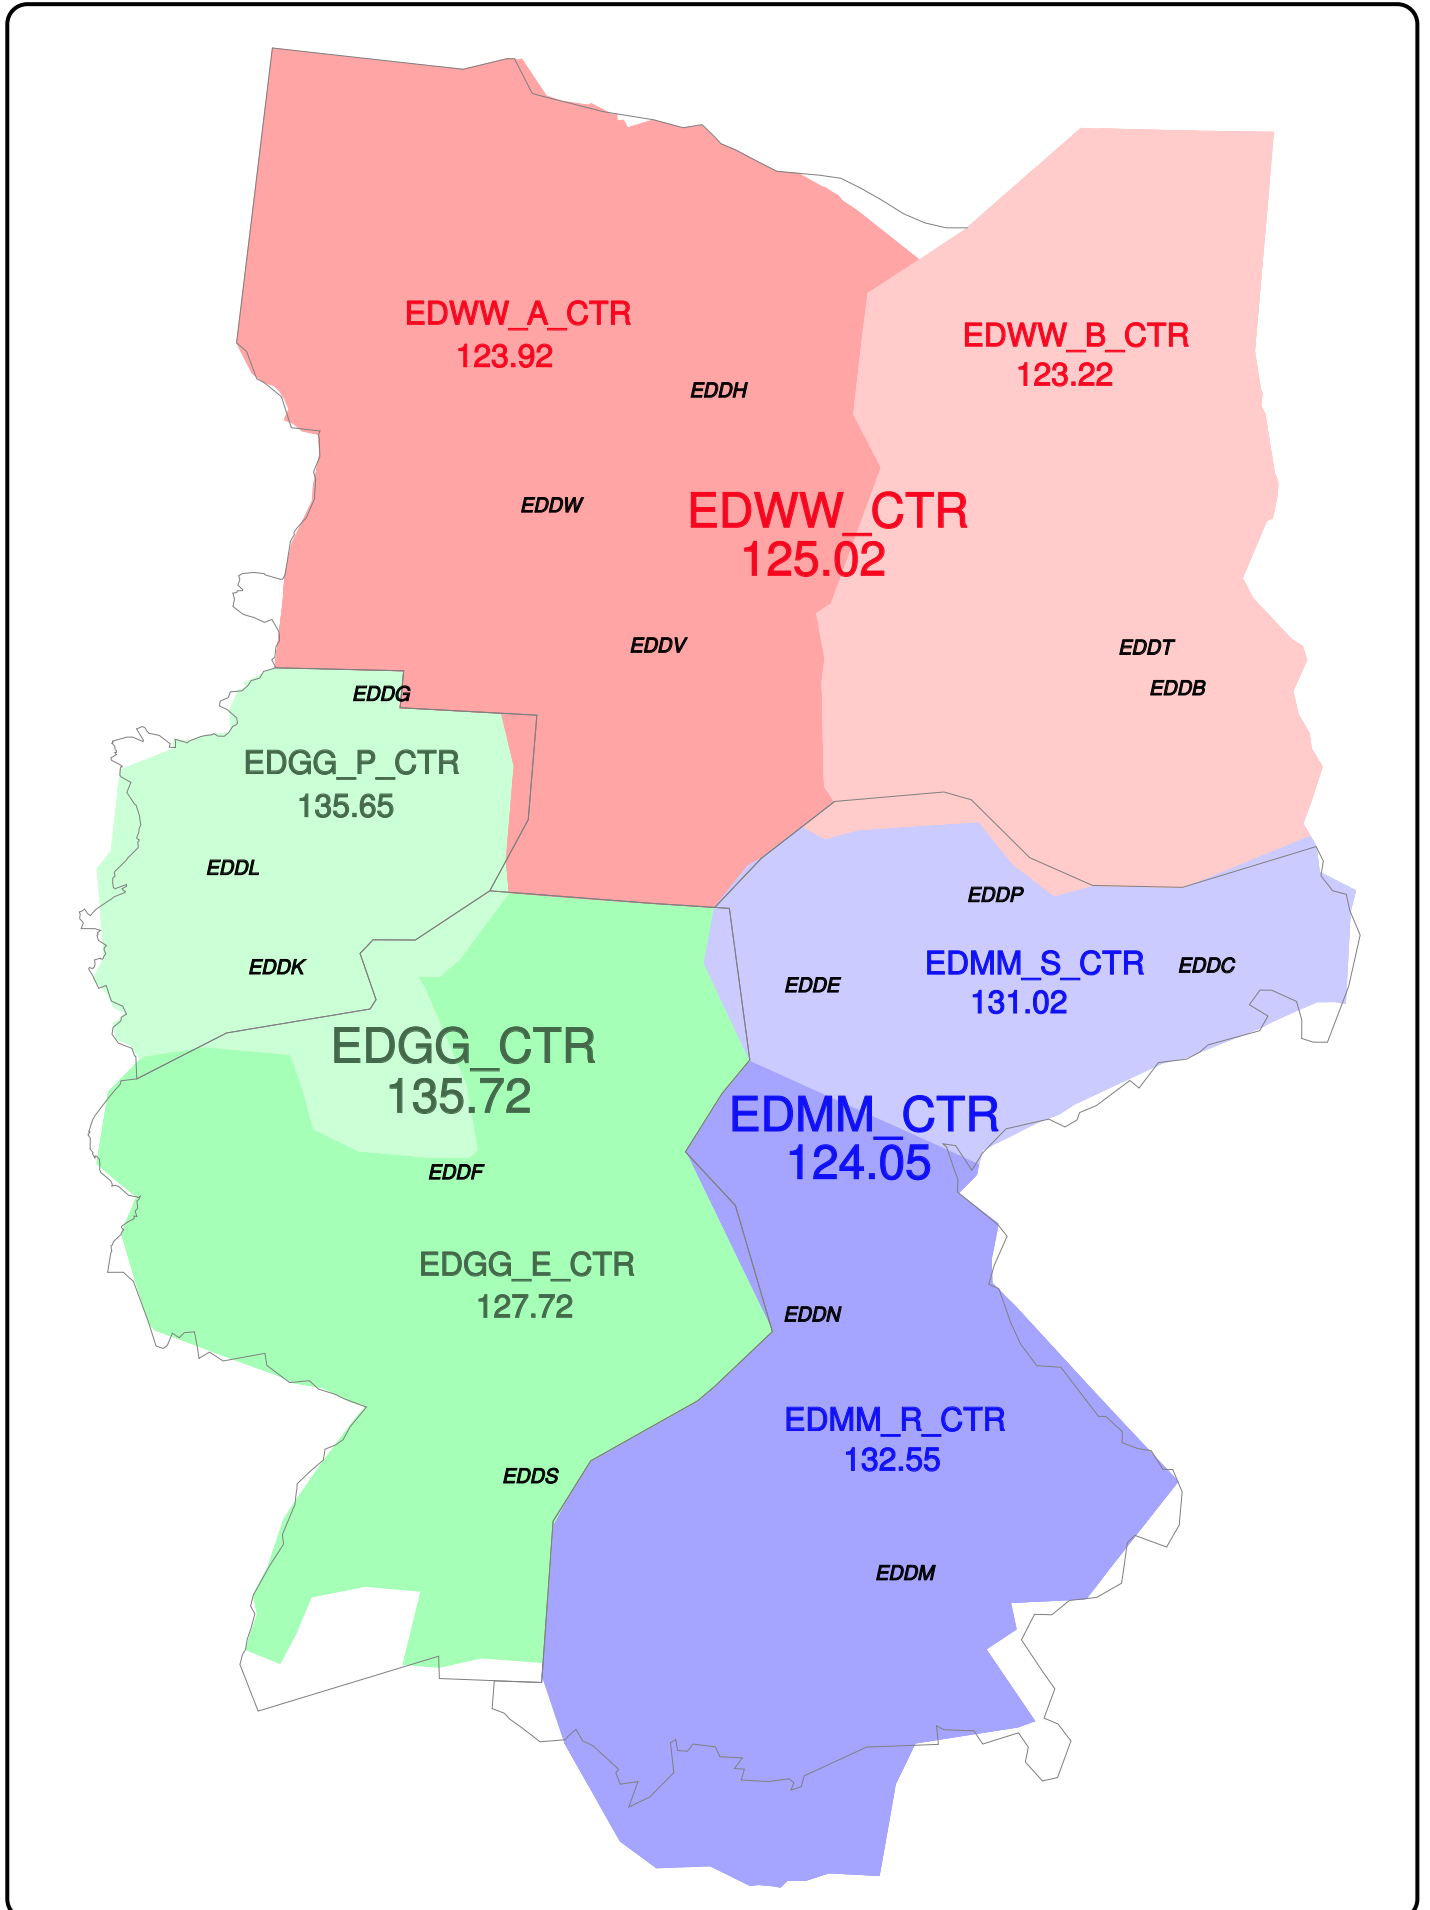 EDWW_A_CTR
123.92
EDWW_B_CTR
123.22
EDDH
EDDW
EDWW_CTR
125.02
EDDV
EDDT
EDDB
EDDG
EDGG_P_CTR
135.65
EDDL
EDDP
EDDK
EDDE
EDMM_S_CTR
131.02
EDDC
EDGG_CTR
135.72
EDMM_CTR
124.05
EDDF
EDGG_E_CTR
127.72
EDDN
EDMM_R_CTR
132.55
EDDS
EDDM